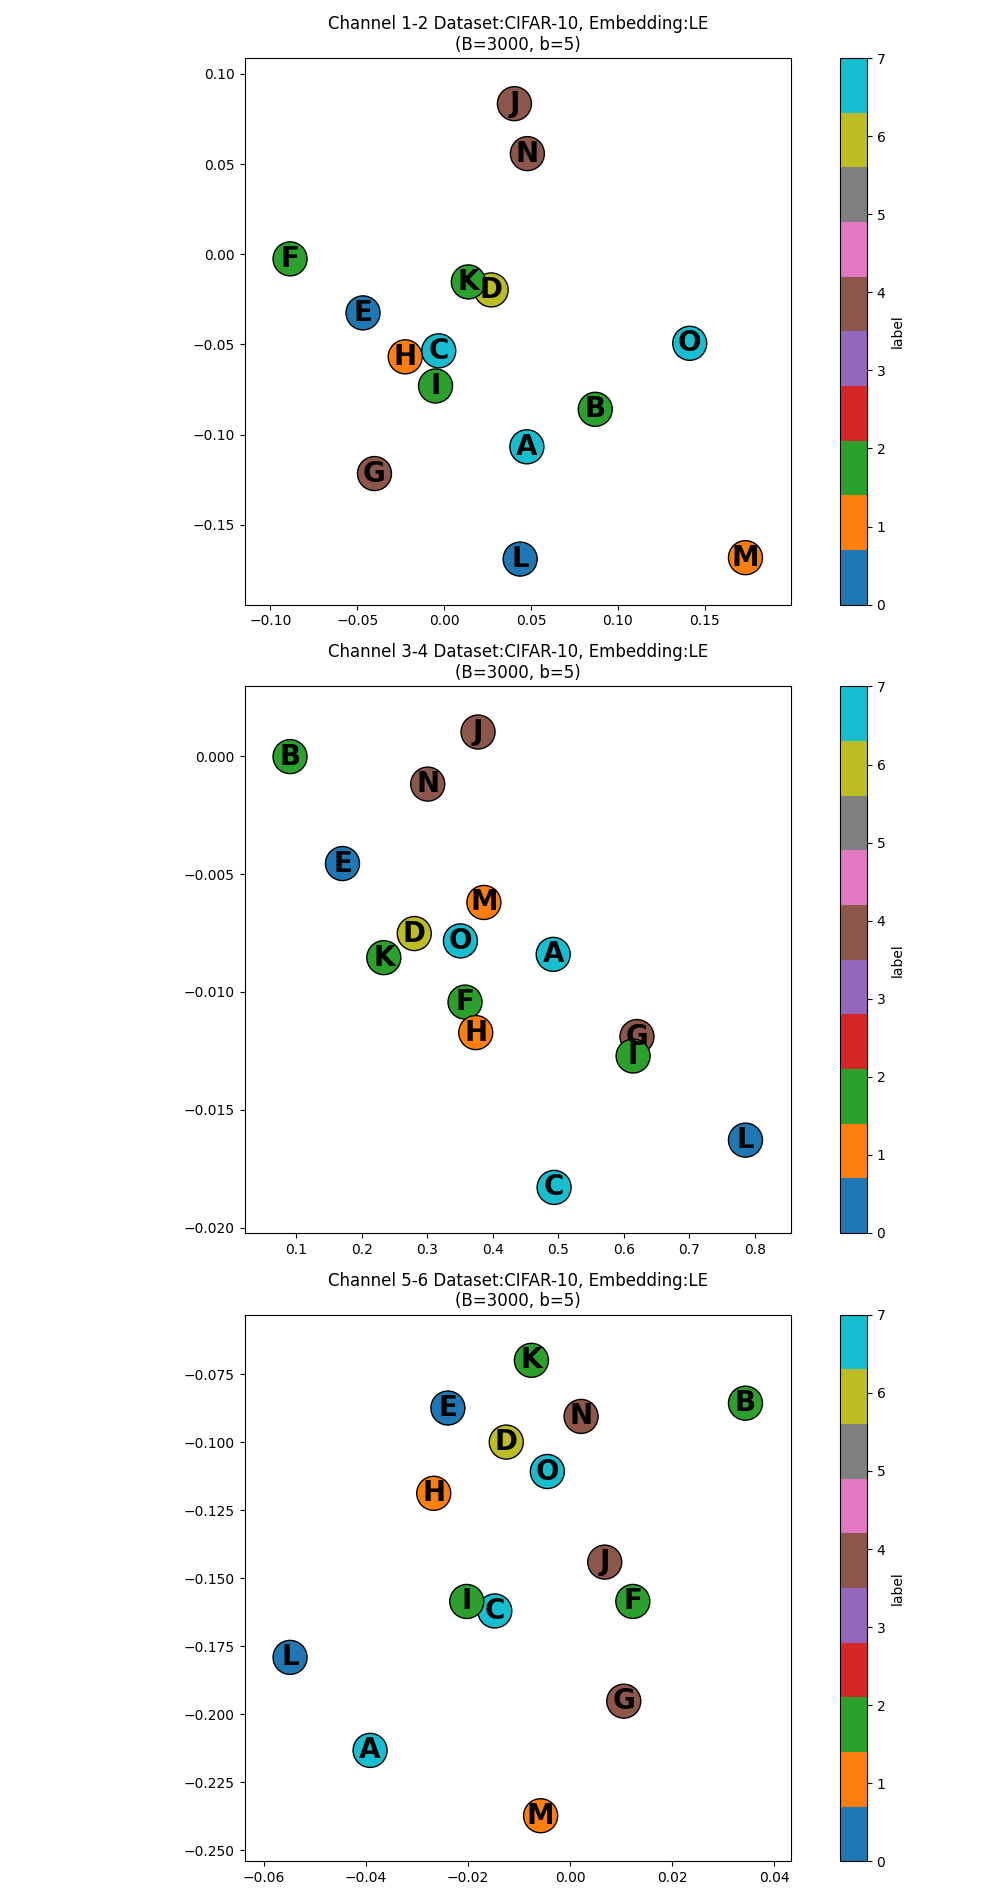 Channel 1-2 Dataset:CIFAR-10, Embedding:LE
(B=3000, b=5)
0.10
0.05
0.00
−0.05
−0.10
−0.15
J
N
F
K D
E
H C
O
I
B
A
G
L
M
−0.10 −0.05 0.00 0.05 0.10 0.15
7
6
5
4
3
2
1
0
label
Channel 3-4 Dataset:CIFAR-10, Embedding:LE
(B=3000, b=5)
0.000
−0.005
−0.010
−0.015
−0.020
J
B
N
E
M
D
O
A
K
F
H
G
I
L
C
0.1 0.2 0.3 0.4 0.5 0.6 0.7 0.8
7
6
5
4
3
2
1
0
label
Channel 5-6 Dataset:CIFAR-10, Embedding:LE
(B=3000, b=5)
−0.075
−0.100
−0.125
−0.150
−0.175
−0.200
−0.225
−0.250
K
B
E
N
D
O
H
J
I
F
C
L
G
A
M
−0.06 −0.04 −0.02 0.00 0.02 0.04
7
6
5
4
3
2
1
0
label